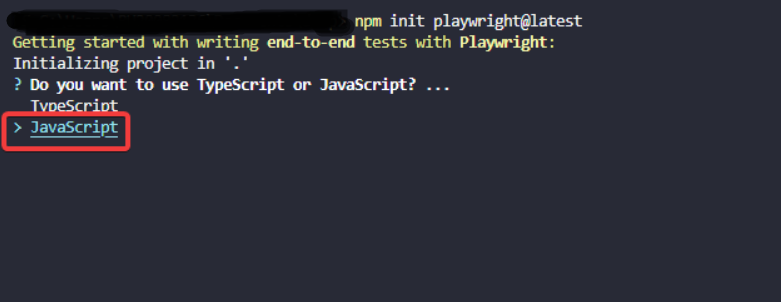 npm init playwright@latest
Getting started with writing end-to-end tests with Playwright:
Initializing project in '.'
? Do you want to use TypeScript or JavaScript? ...
TypeScript
> JavaScript